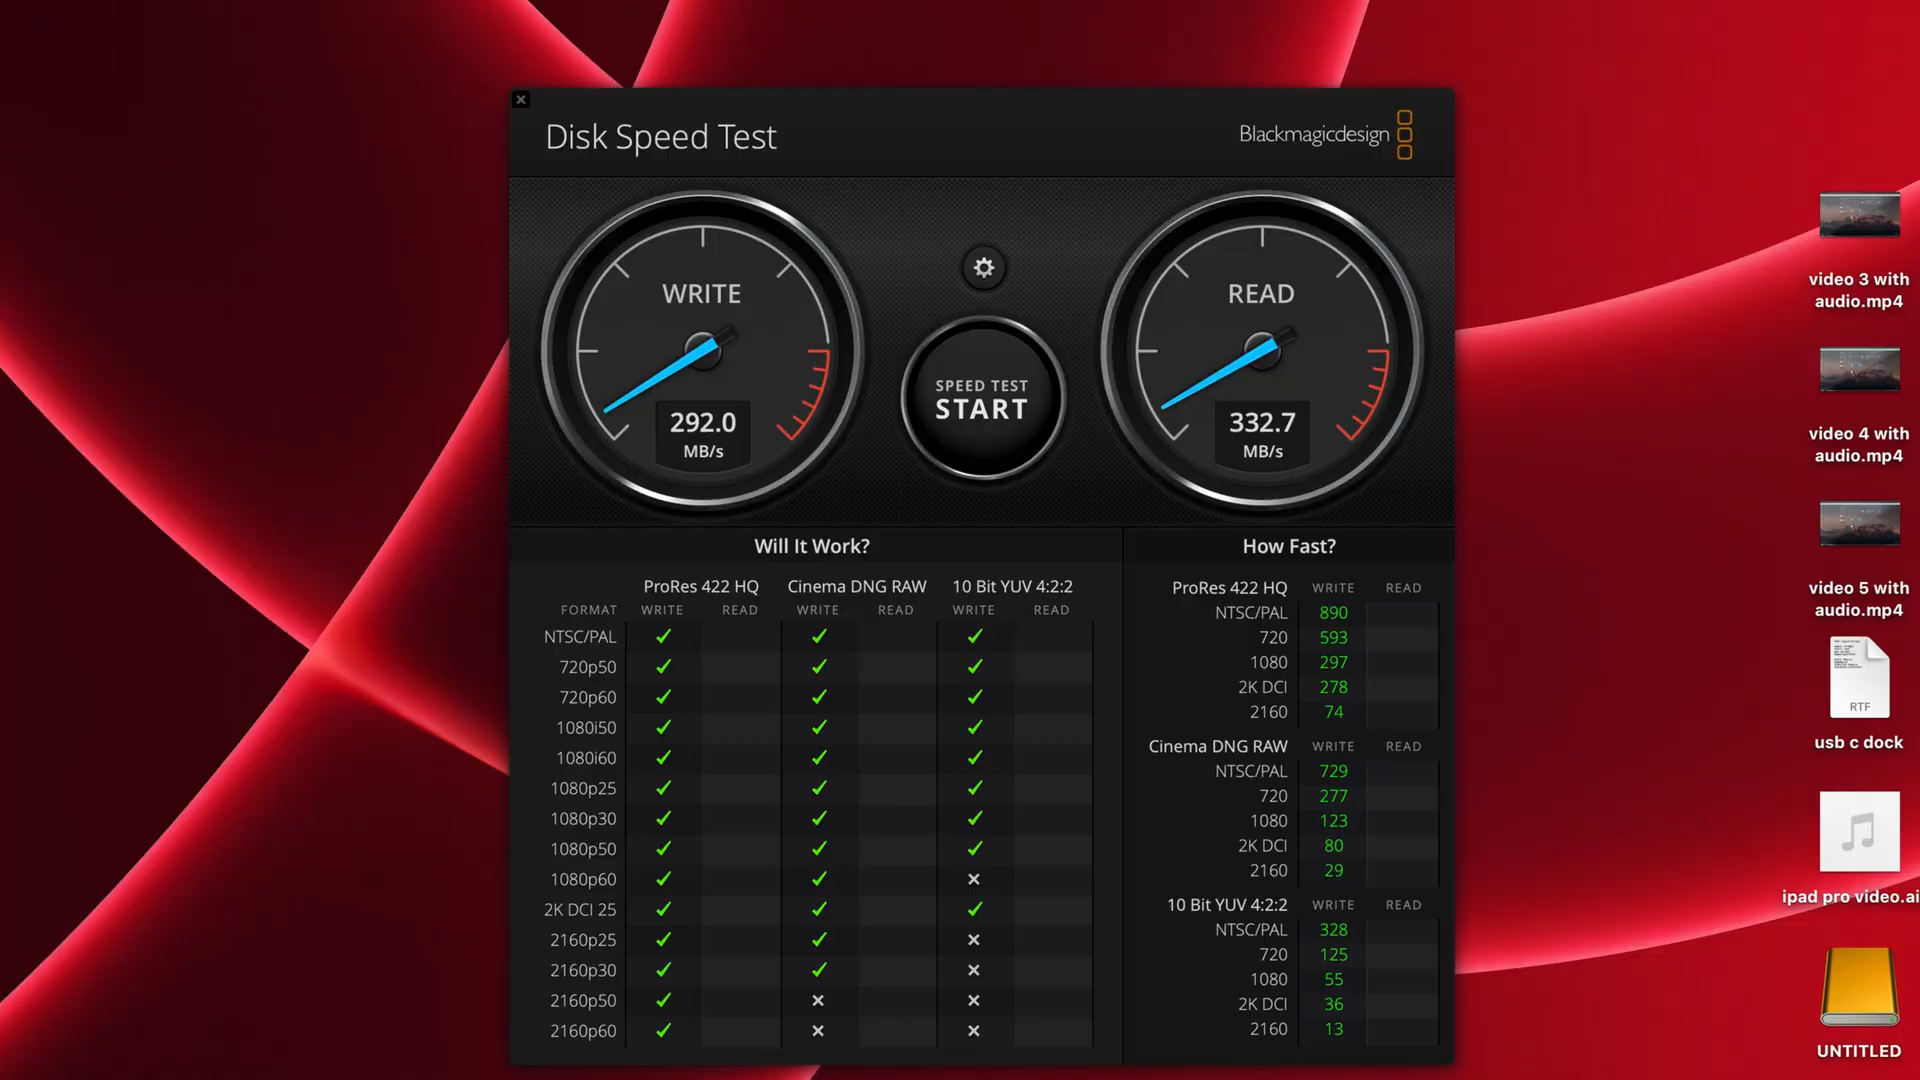 Disk Speed Test
Blackmagicdesign
WRITE
292.0
MB/s
SPEED TEST
START
READ
332.7
MB/s
Will It Work?
ProRes 422 HQ Cinema DNG RAW 10 Bit YUV 4:2:2
FORMAT WRITE READ WRITE READ WRITE READ
NTSC/PAL ✓ ✓ ✓
720p50 ✓ ✓ ✓
720p60 ✓ ✓ ✓
1080i50 ✓ ✓ ✓
1080i60 ✓ ✓ ✓
1080p25 ✓ ✓ ✓
1080p30 ✓ ✓ ✓
1080p50 ✓ ✓ ✓
1080p60 ✓ ✓ ×
2K DCI 25 ✓ ✓ ✓
2160p25 ✓ ✓ ×
2160p30 ✓ ✓ ×
2160p50 ✓ × ×
2160p60 ✓ × ×
How Fast?
ProRes 422 HQ WRITE READ
NTSC/PAL 890
720 593
1080 297
2K DCI 278
2160 74
Cinema DNG RAW WRITE READ
NTSC/PAL 729
720 277
1080 123
2K DCI 80
2160 29
10 Bit YUV 4:2:2 WRITE READ
NTSC/PAL 328
720 125
1080 55
2K DCI 36
2160 13
video 3 with
audio.mp4
video 4 with
audio.mp4
video 5 with
audio.mp4
RTF
usb c dock
ipad pro video.ai
UNTITLED